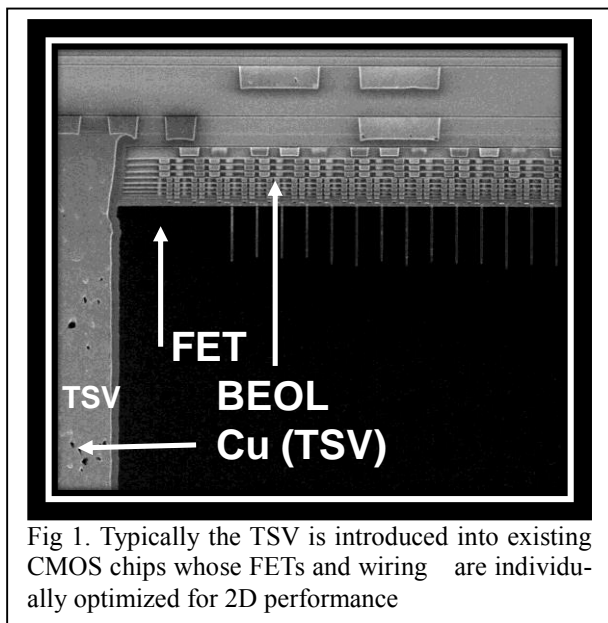 FET
TSV
BEOL
Cu (TSV)
Fig 1. Typically the TSV is introduced into existing
CMOS chips whose FETs and wiring are individu-
ally optimized for 2D performance